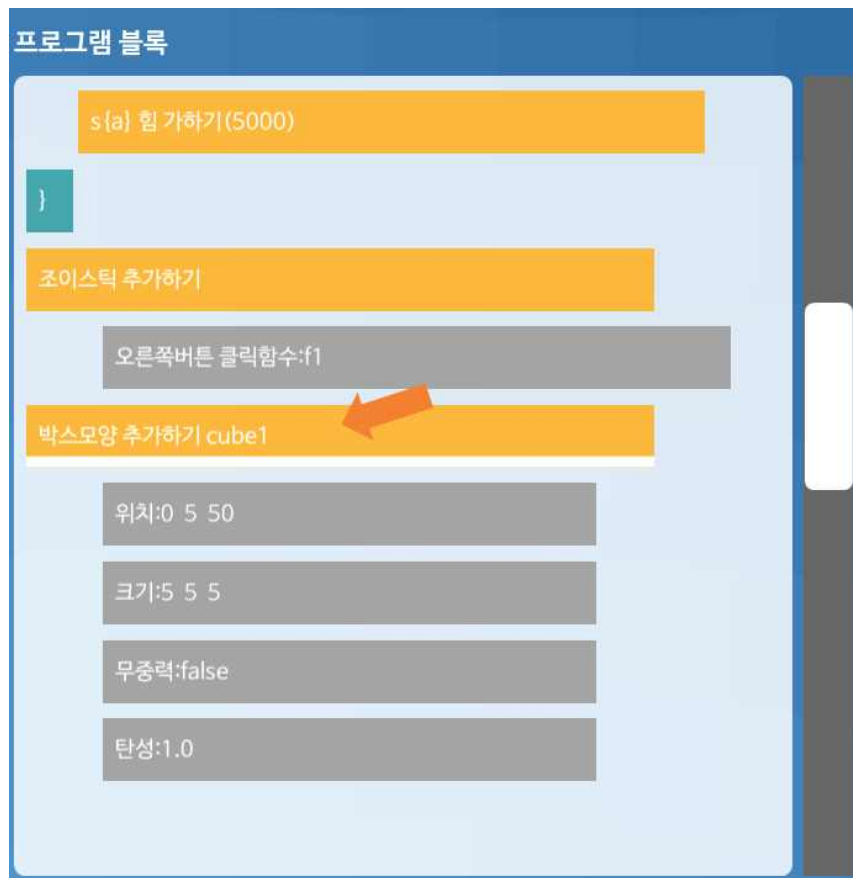 프로그램 블록
s{a} 힘 가하기(5000)
}
조이스틱 추가하기
오른쪽버튼 클릭함수:f1
박스모양 추가하기 cube1
위치:0 5 50
크기:5 5 5
무중력:false
탄성:1.0